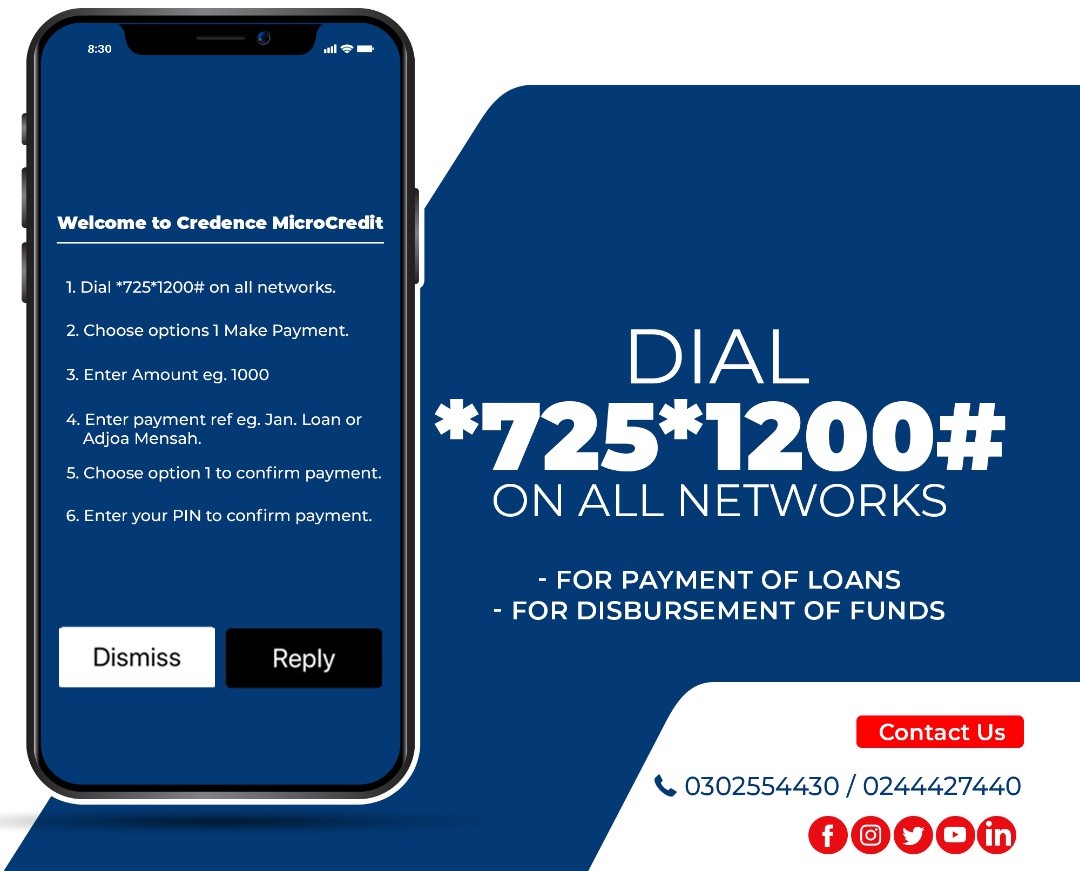 8:30
Welcome to Credence MicroCredit
1. Dial *725*1200# on all networks.
2. Choose options 1 Make Payment.
3. Enter Amount eg. 1000
4. Enter payment ref eg. Jan. Loan or
Adjoa Mensah.
5. Choose option 1 to confirm payment.
6. Enter your PIN to confirm payment.
Dismiss
Reply
DIAL
*725*1200#
ON ALL NETWORKS
- FOR PAYMENT OF LOANS
- FOR DISBURSEMENT OF FUNDS
Contact Us
0302554430 / 0244427440